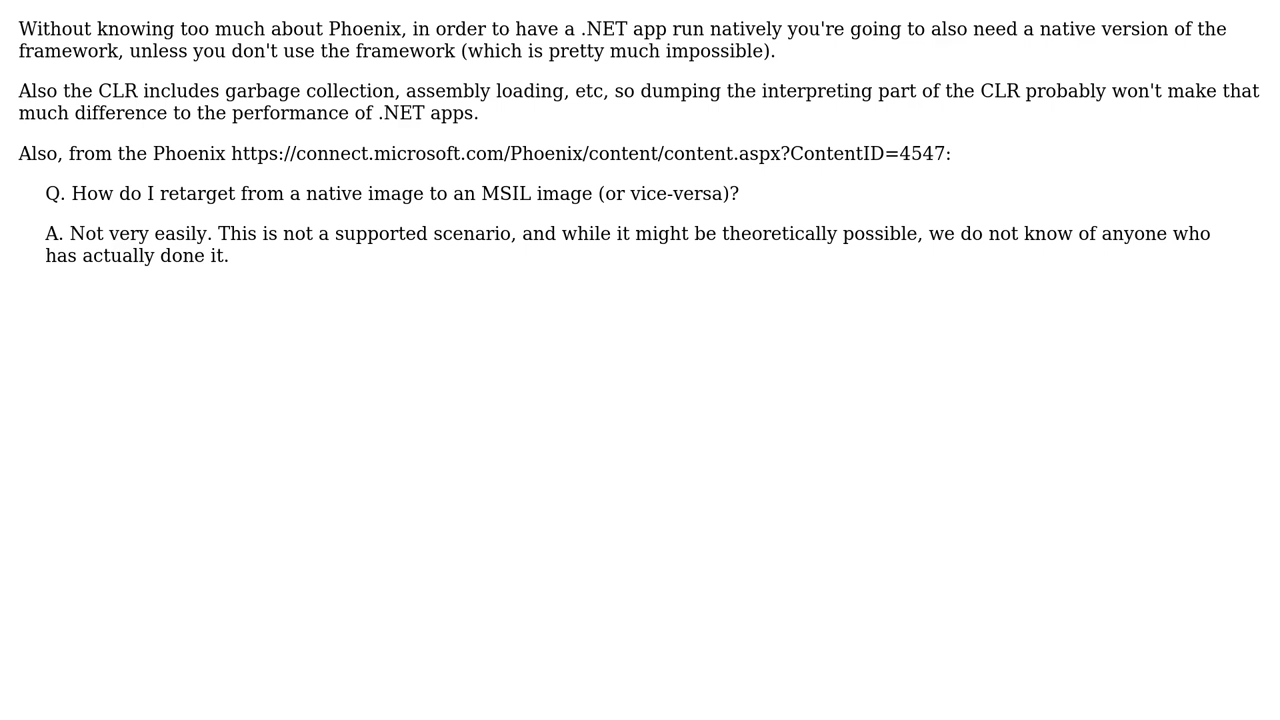 Without knowing too much about Phoenix, in order to have a .NET app run natively you're going to also need a native version of the
framework, unless you don't use the framework (which is pretty much impossible).
Also the CLR includes garbage collection, assembly loading, etc, so dumping the interpreting part of the CLR probably won't make that
much difference to the performance of .NET apps.
Also, from the Phoenix https://connect.microsoft.com/Phoenix/content/content.aspx?ContentID=4547:
Q. How do I retarget from a native image to an MSIL image (or vice-versa)?
A. Not very easily. This is not a supported scenario, and while it might be theoretically possible, we do not know of anyone who
has actually done it.